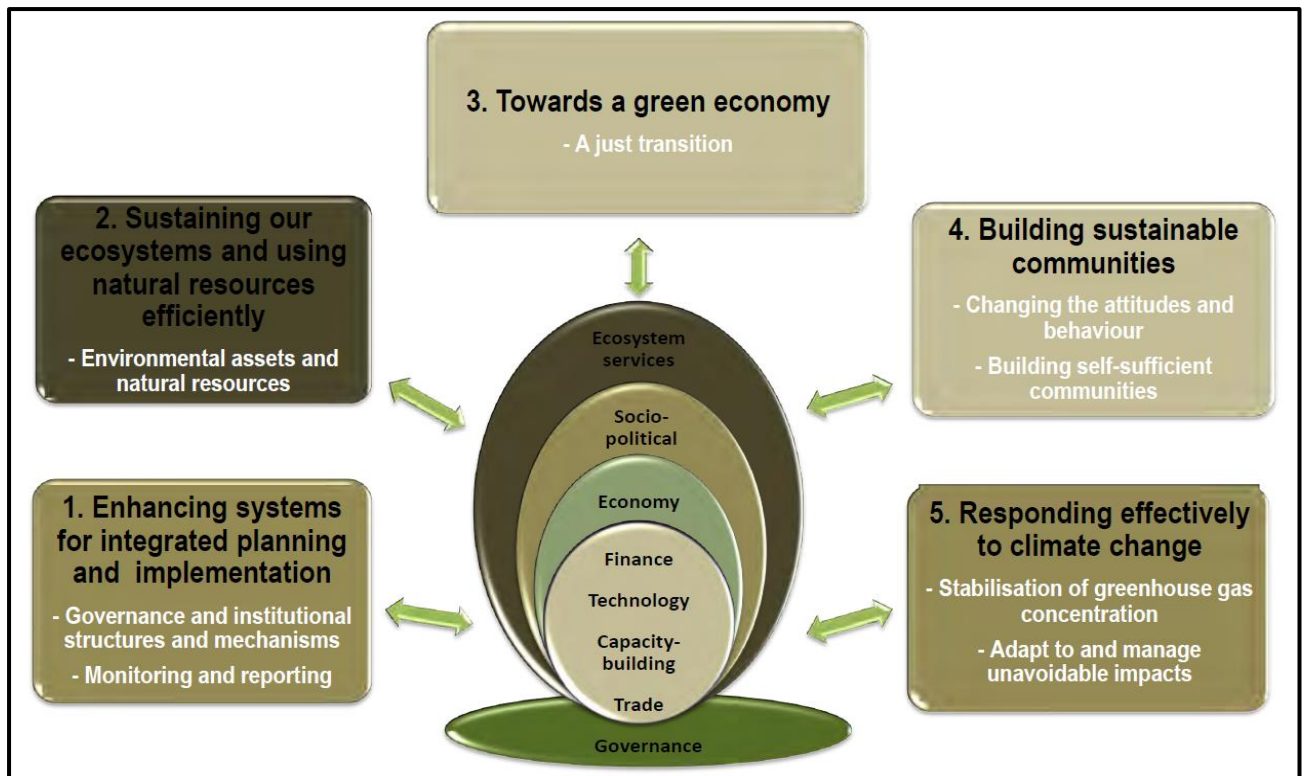 3. Towards a green economy
- A just transition
2. Sustaining our
ecosystems and using
natural resources
efficiently
- Environmental assets and
natural resources
4. Building sustainable
communities
- Changing the attitudes and
behaviour
- Building self-sufficient
communities
1. Enhancing systems
for integrated planning
and implementation
- Governance and institutional
structures and mechanisms
- Monitoring and reporting
5. Responding effectively
to climate change
- Stabilisation of greenhouse gas
concentration
- Adapt to and manage
unavoidable impacts
Ecosystem
services
Socio-
political
Economy
Finance
Technology
Capacity-
building
Trade
Governance